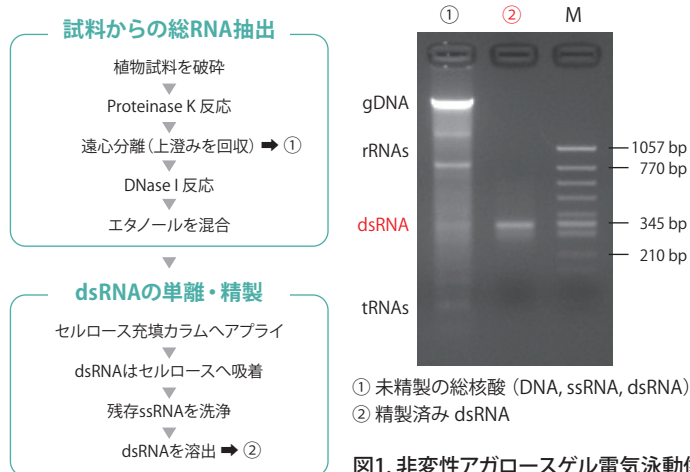 試料からの総RNA抽出
植物試料を破砕
Proteinase K 反応
遠心分離（上澄みを回収）➡ ①
DNase I 反応
エタノールを混合
dsRNAの単離・精製
セルロース充填カラムへアプライ
dsRNAはセルロースへ吸着
残存ssRNAを洗浄
dsRNAを溶出 ➡ ②
① ② M
gDNA
rRNAs
dsRNA
tRNAs
1057 bp
770 bp
345 bp
210 bp
① 未精製の総核酸（DNA, ssRNA, dsRNA）
② 精製済み dsRNA
図1. 非変性アガロースゲル電気泳動